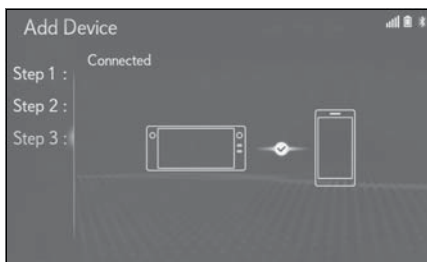 Add Device
Connected
Step 1 :
Step 2 :
Step 3 :